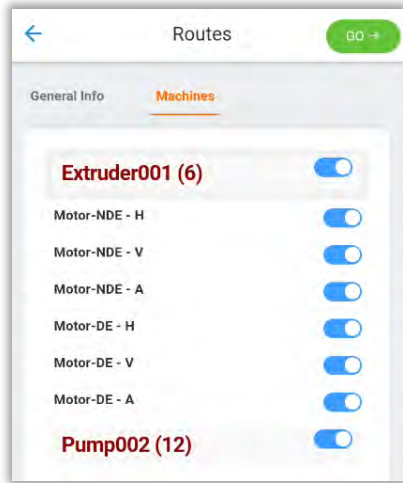 Routes
GO →
General Info Machines
Extruder001 (6)
Motor-NDE - H
Motor-NDE - V
Motor-NDE - A
Motor-DE - H
Motor-DE - V
Motor-DE - A
Pump002 (12)